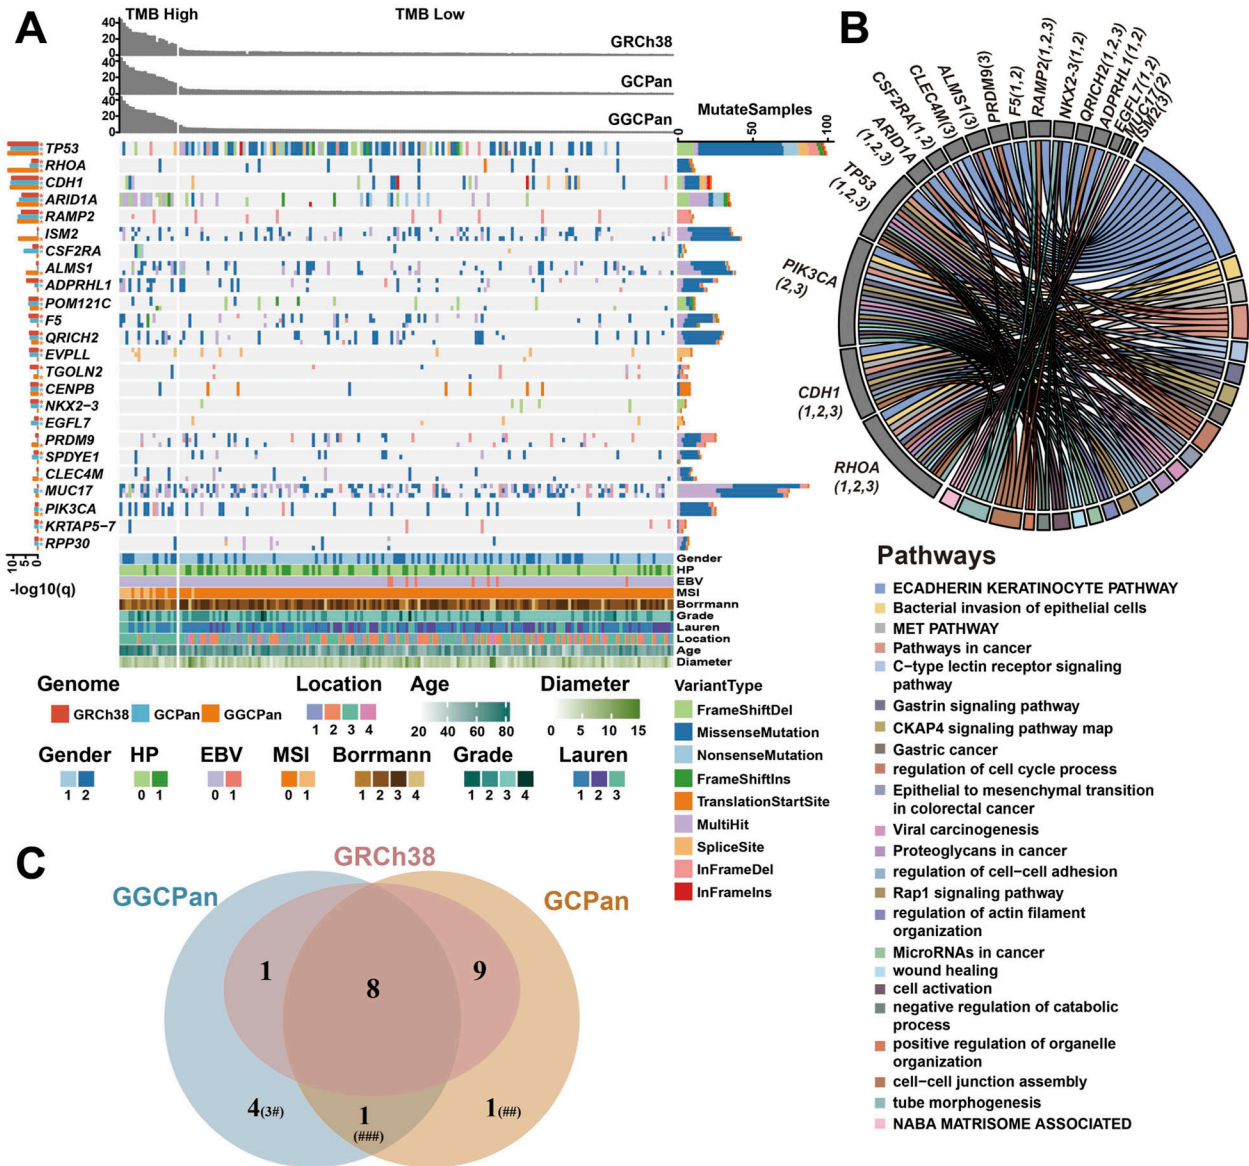 A
TMB High
TMB Low
40
20
0
GRCh38
40
20
0
GCPan
40
20
0
GGCPan
MutateSamples
0
50
100
TP53
RHOA
CDH1
ARID1A
RAMP2
ISM2
CSF2RA
ALMS1
ADPRHL1
POM121C
F5
QRICH2
EVPLL
TGOLN2
CENPB
NKX2−3
EGFL7
PRDM9
SPDYE1
CLEC4M
MUC17
PIK3CA
KRTAP5−7
RPP30
10
5
0
-log10(q)
Gender
HP
EBV
MSI
Borrmann
Grade
Lauren
Location
Age
Diameter
Genome
GRCh38 GCPan GGCPan
Location
1 2 3 4
Age
20 40 60 80
Diameter
0 5 10 15
Gender
1 2
HP
0 1
EBV
0 1
MSI
0 1
Borrmann
1 2 3 4
Grade
1 2 3 4
Lauren
1 2 3
VariantType
FrameShiftDel
MissenseMutation
NonsenseMutation
FrameShiftIns
TranslationStartSite
MultiHit
SpliceSite
InFrameDel
InFrameIns
B
RHOA
(1,2,3)
CDH1
(1,2,3)
PIK3CA
(2,3)
TP53
(1,2,3)
ARID1A
(1,2,3)
CSF2RA(1,2)
CLEC4M(3)
ALMS1(3)
PRDM9(3)
F5(1,2)
RAMP2(1,2,3)
NKX2-3(1,2)
QRICH2(1,2,3)
ADPRHL1(1,2)
EGFL7(1,2)
MUC17(2)
ISM2(3)
Pathways
ECADHERIN KERATINOCYTE PATHWAY
Bacterial invasion of epithelial cells
MET PATHWAY
Pathways in cancer
C−type lectin receptor signaling
pathway
Gastrin signaling pathway
CKAP4 signaling pathway map
Gastric cancer
regulation of cell cycle process
Epithelial to mesenchymal transition
in colorectal cancer
Viral carcinogenesis
Proteoglycans in cancer
regulation of cell−cell adhesion
Rap1 signaling pathway
regulation of actin filament
organization
MicroRNAs in cancer
wound healing
cell activation
negative regulation of catabolic
process
positive regulation of organelle
organization
cell−cell junction assembly
tube morphogenesis
NABA MATRISOME ASSOCIATED
C
GRCh38
GGCPan
GCPan
1
8
9
4(3#)
1
(###)
1(##)